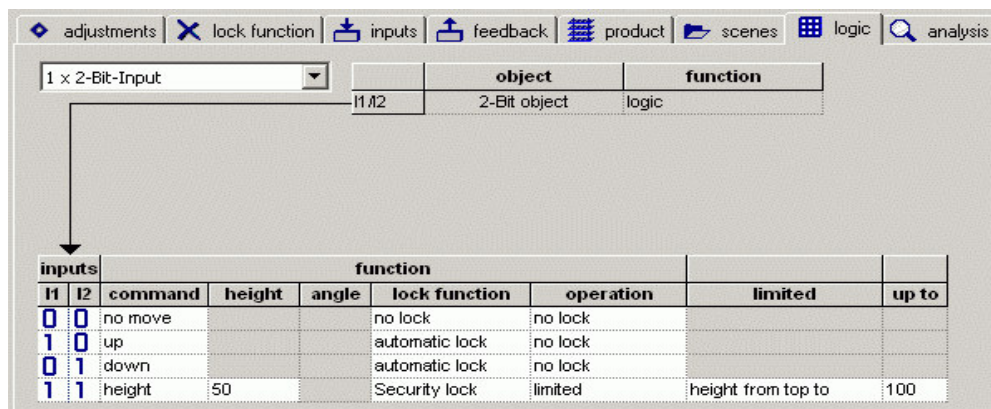 adjustments lock function inputs feedback product scenes logic analysis
1 x 2-Bit-Input
object function
I1/I2 2-Bit object logic
inputs function
I1 I2 command height angle lock function operation limited up to
0 0 no move no lock no lock
1 0 up automatic lock no lock
0 1 down automatic lock no lock
1 1 height 50 Security lock limited height from top to 100